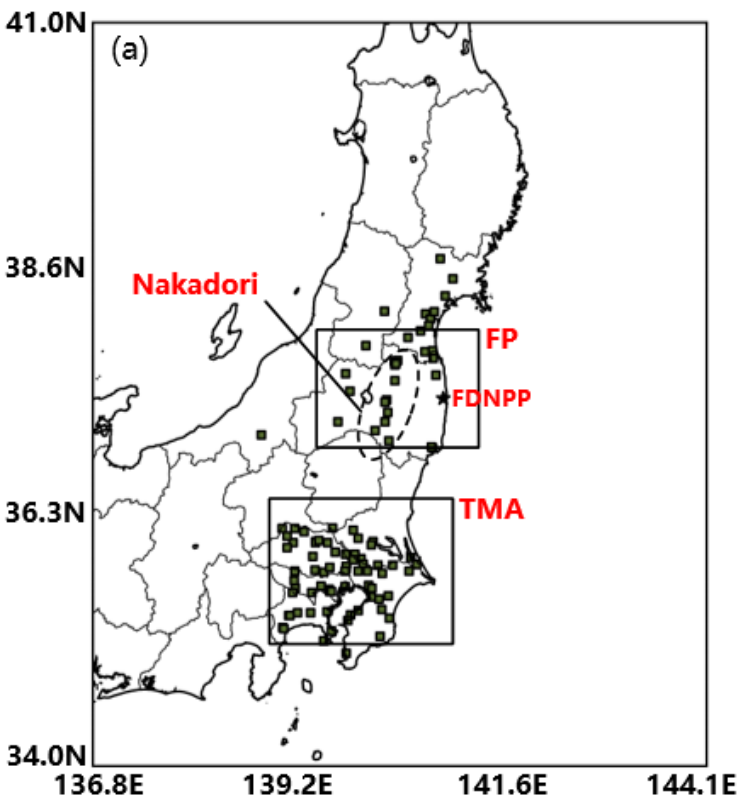 41.0N
(a)
38.6N
Nakadori
FP
FDNPP
36.3N
TMA
34.0N
136.8E 139.2E 141.6E 144.1E